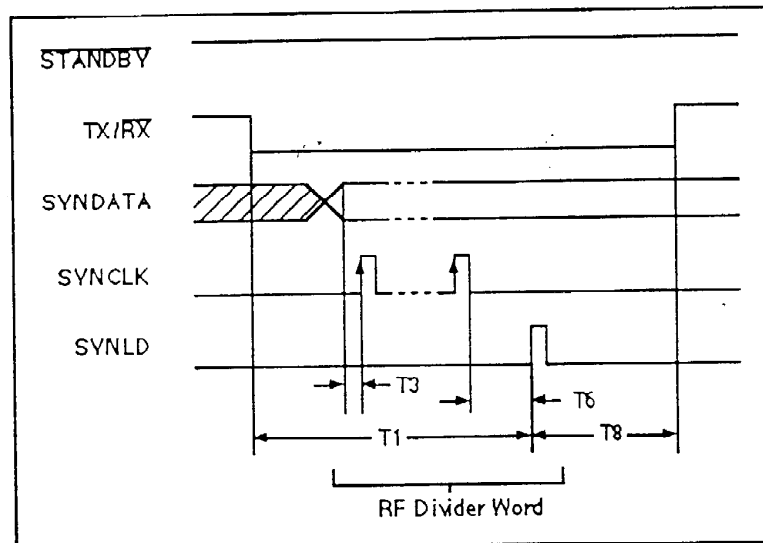 STANDBY
TX/RX
SYNDATA
SYNCLK
SYNLD
T3
T6
T1
T8
RF Divider Word